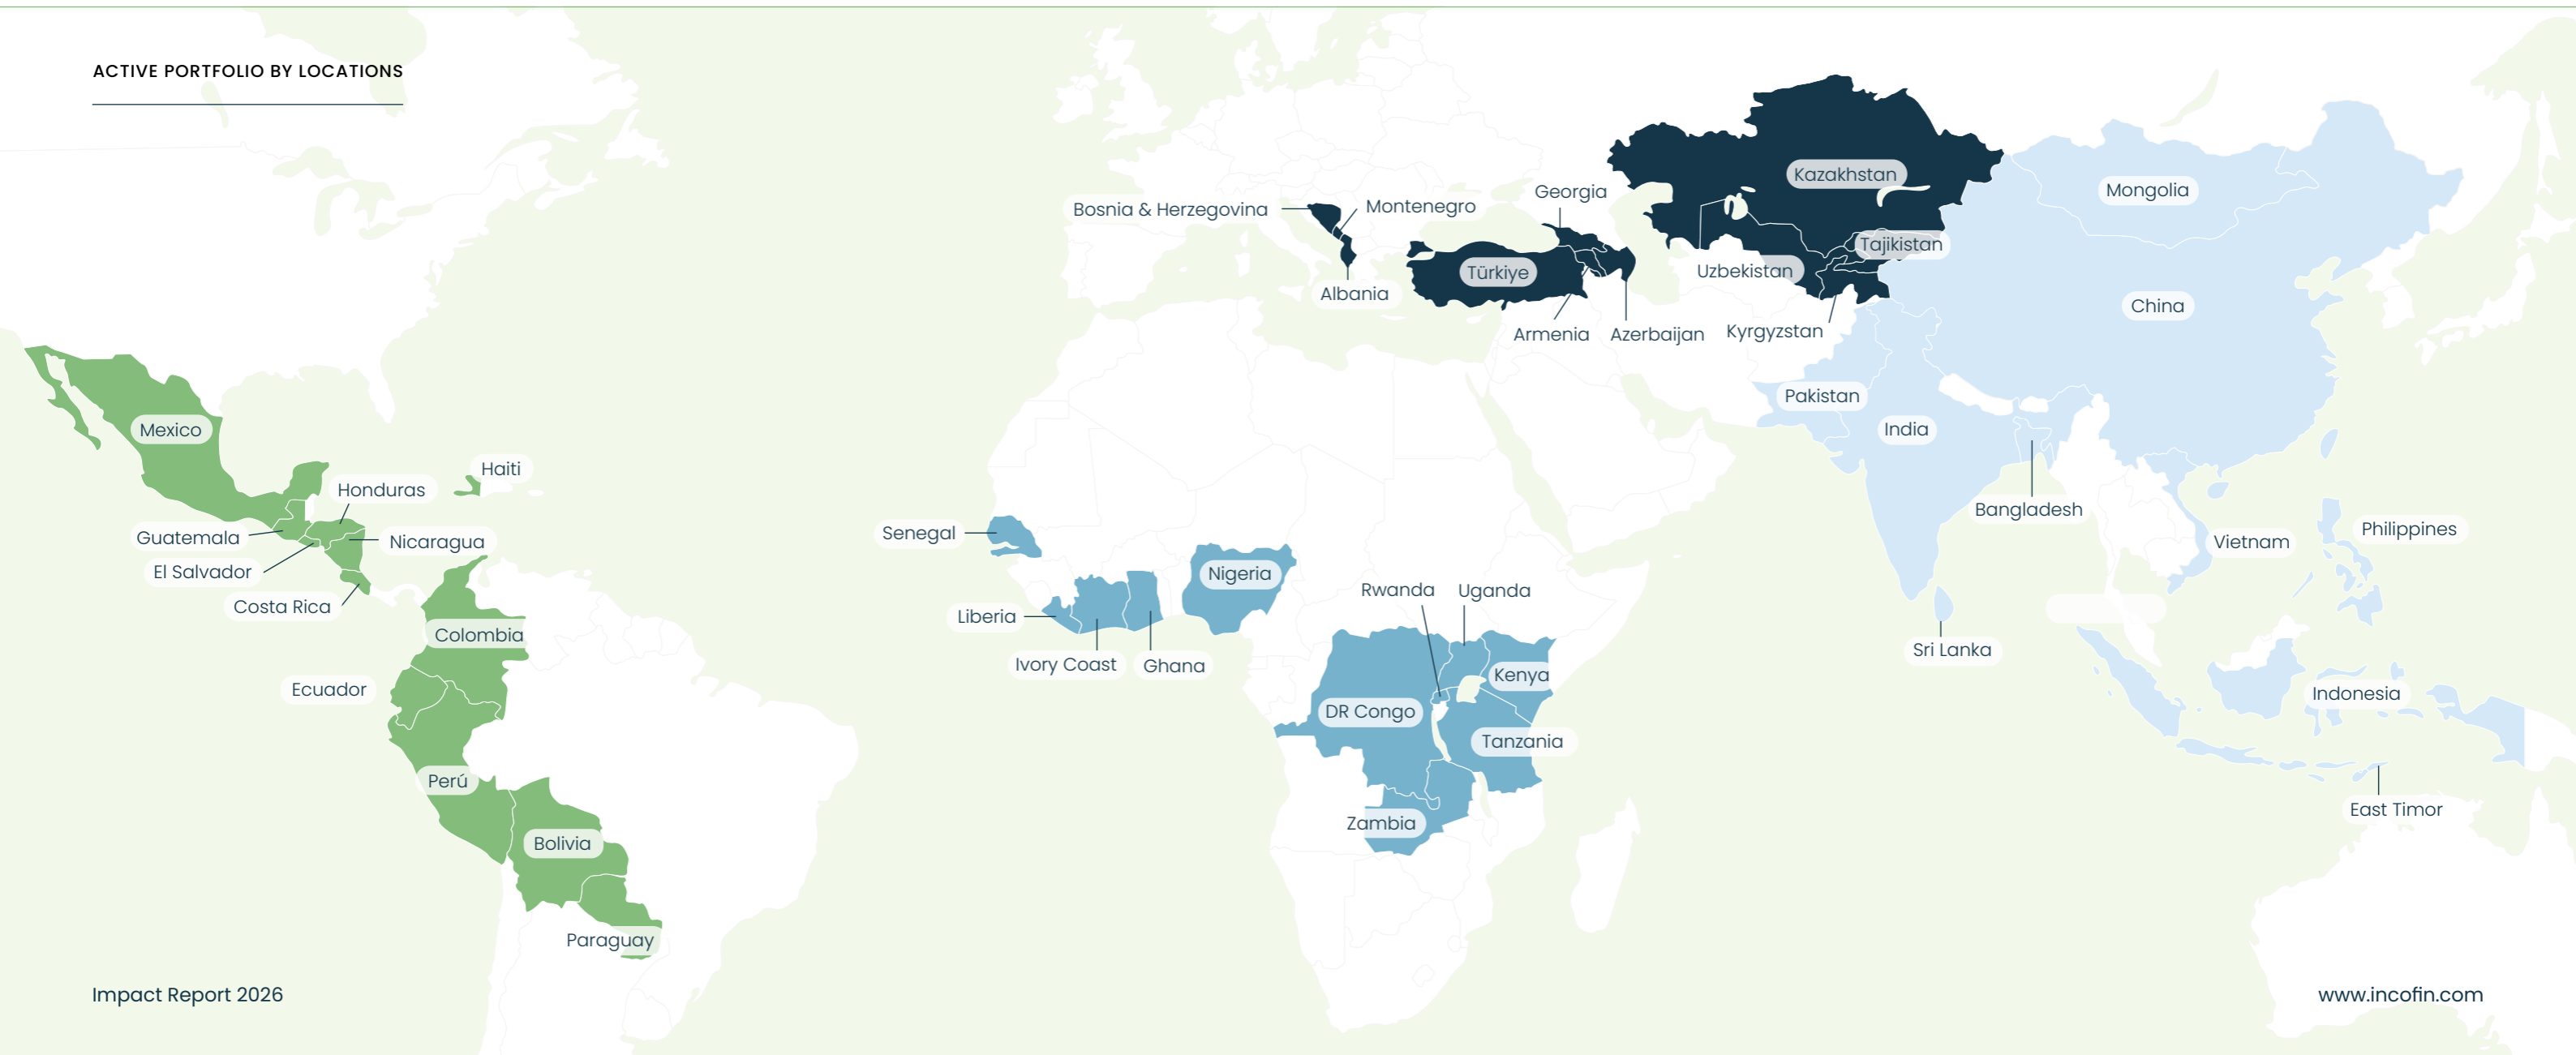 ACTIVE PORTFOLIO BY LOCATIONS
Mexico
Haiti
Honduras
Guatemala
Nicaragua
El Salvador
Costa Rica
Colombia
Ecuador
Perú
Bolivia
Paraguay
Senegal
Nigeria
Liberia
Ivory Coast
Ghana
Rwanda
Uganda
Kenya
DR Congo
Tanzania
Zambia
Bosnia & Herzegovina
Montenegro
Albania
Georgia
Türkiye
Armenia
Azerbaijan
Kazakhstan
Tajikistan
Uzbekistan
Kyrgyzstan
Mongolia
China
Pakistan
India
Bangladesh
Vietnam
Philippines
Sri Lanka
Indonesia
East Timor
Impact Report 2026
www.incofin.com